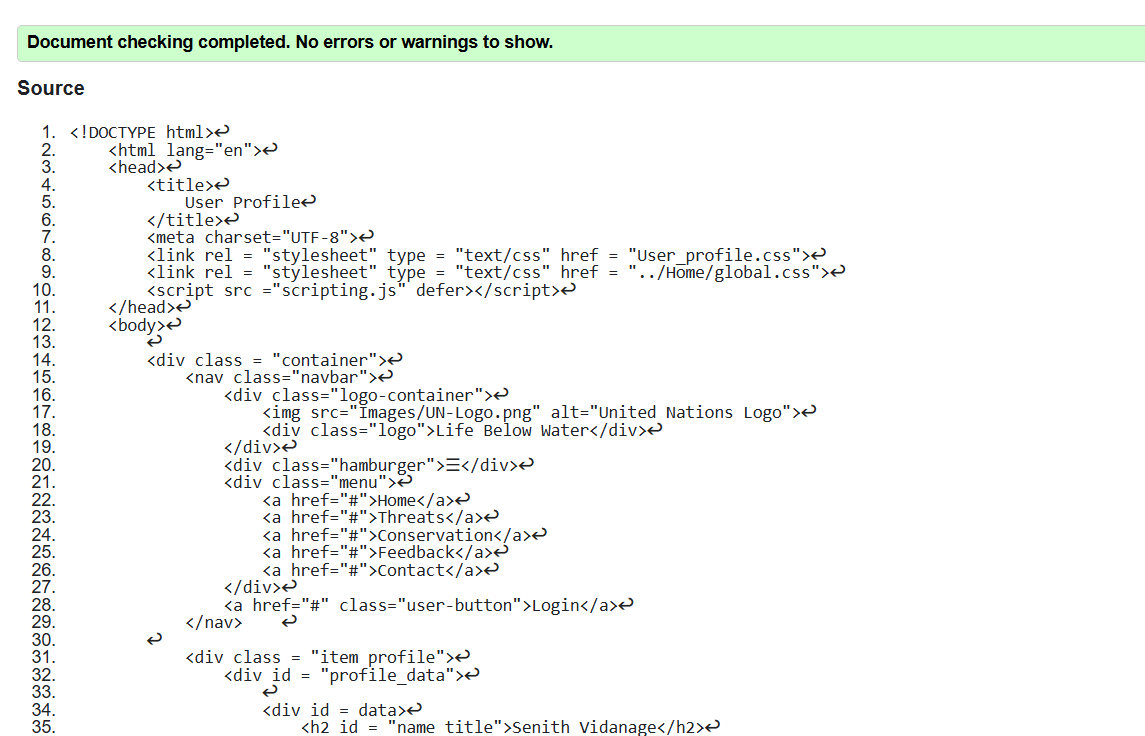 Document checking completed. No errors or warnings to show.
Source
1. <!DOCTYPE html>↩
2. <html lang="en">↩
3. <head>↩
4. <title>↩
5. User Profile↩
6. </title>↩
7. <meta charset="UTF-8">↩
8. <link rel = "stylesheet" type = "text/css" href = "User_profile.css">↩
9. <link rel = "stylesheet" type = "text/css" href = "../Home/global.css">↩
10. <script src ="scripting.js" defer></script>↩
11. </head>↩
12. <body>↩
13. ↩
14. <div class = "container">↩
15. <nav class="navbar">↩
16. <div class="logo-container">↩
17. <img src="Images/UN-Logo.png" alt="United Nations Logo">↩
18. <div class="logo">Life Below Water</div>↩
19. </div>↩
20. <div class="hamburger">☰</div>↩
21. <div class="menu">↩
22. <a href="#">Home</a>↩
23. <a href="#">Threats</a>↩
24. <a href="#">Conservation</a>↩
25. <a href="#">Feedback</a>↩
26. <a href="#">Contact</a>↩
27. </div>↩
28. <a href="#" class="user-button">Login</a>↩
29. </nav> ↩
30. ↩
31. <div class = "item profile">↩
32. <div id = "profile_data">↩
33. ↩
34. <div id = data>↩
35. <h2 id = "name_title">Senith Vidanage</h2>↩